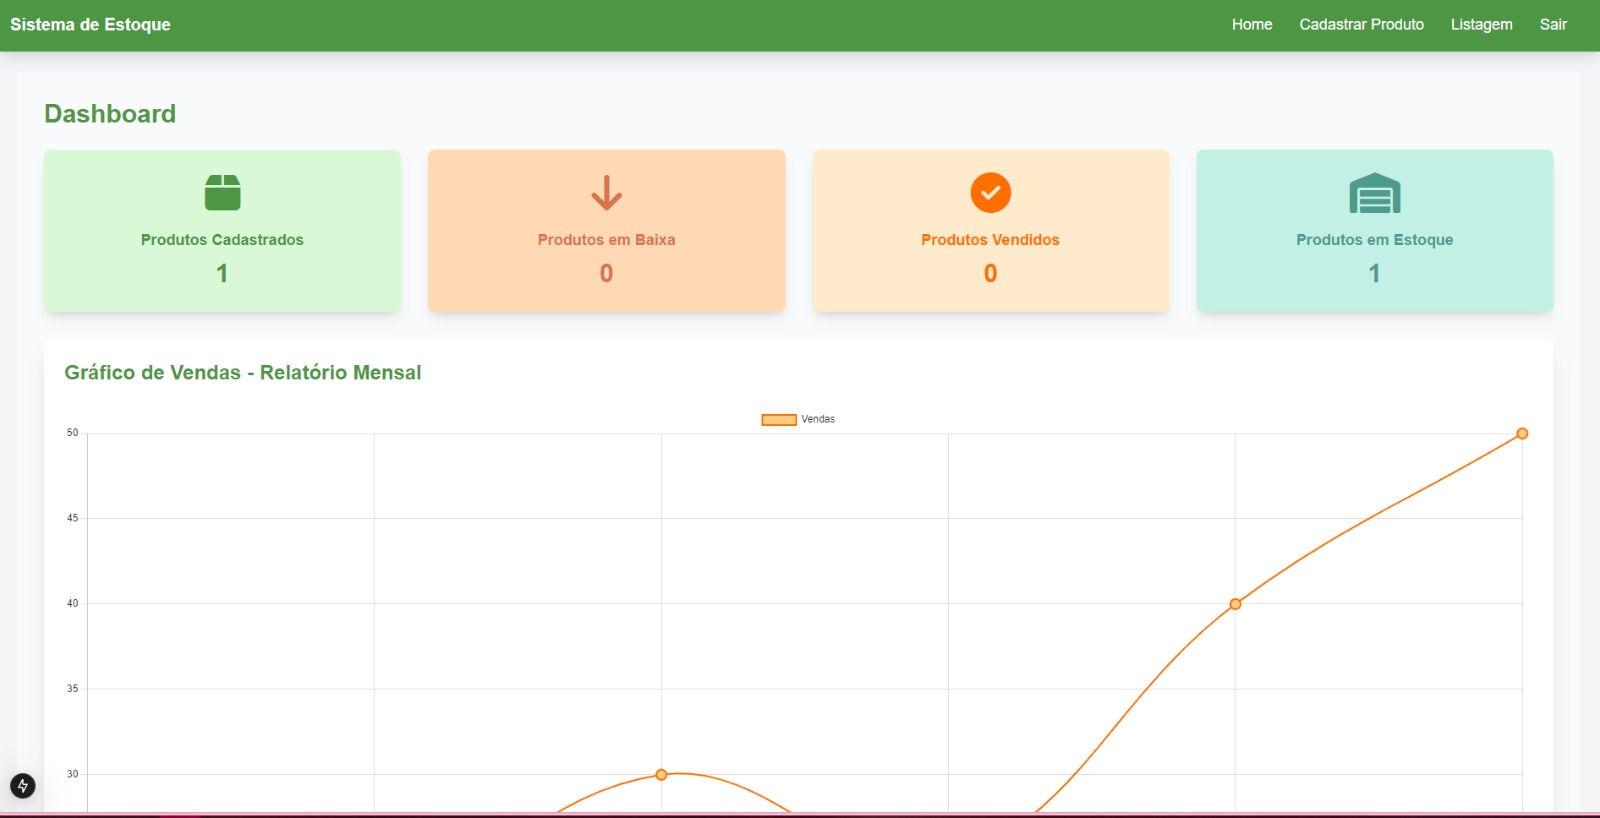 Sistema de Estoque
Home Cadastrar Produto Listagem Sair
Dashboard
Produtos Cadastrados
1
Produtos em Baixa
0
Produtos Vendidos
0
Produtos em Estoque
1
Gráfico de Vendas - Relatório Mensal
Vendas
50
45
40
35
30